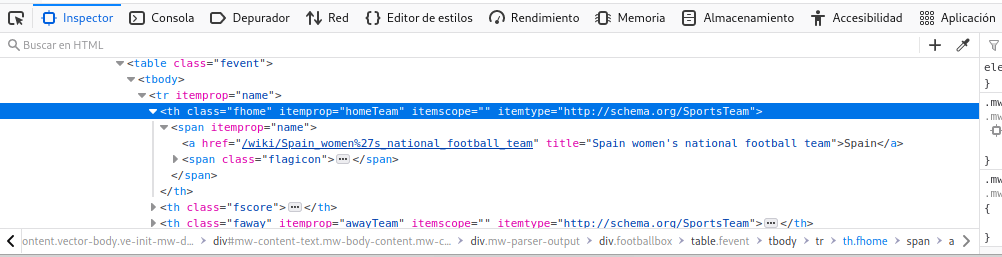 Inspector Consola Depurador Red Editor de estilos Rendimiento Memoria Almacenamiento Accesibilidad Aplicación
Buscar en HTML
<table class="fevent">
<tbody>
<tr itemprop="name">
<th class="fhome" itemprop="homeTeam" itemscope="" itemtype="http://schema.org/SportsTeam">
<span itemprop="name">
<a href="/wiki/Spain_women%27s_national_football_team" title="Spain women's national football team">Spain</a>
<span class="flagicon"> </span>
</span>
</th>
<th class="fscore"> </th>
<th class="faway" itemprop="awayTeam" itemscope="" itemtype="http://schema.org/SportsTeam"> </th>
ontent.vector-body.ve-init-mw-d… div#mw-content-text.mw-body-content.mw-c… div.mw-parser-output div.footballbox table.fevent tbody tr th.fhome span a
ele
}
.mw
.mw
}
.mw
{
}